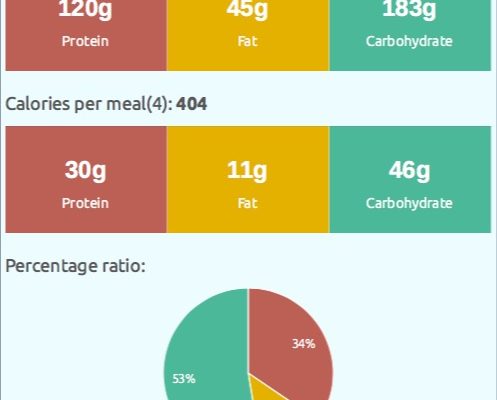 120g 45g 183g
Protein Fat Carbohydrate
Calories per meal(4): 404
30g 11g 46g
Protein Fat Carbohydrate
Percentage ratio:
34%
53%